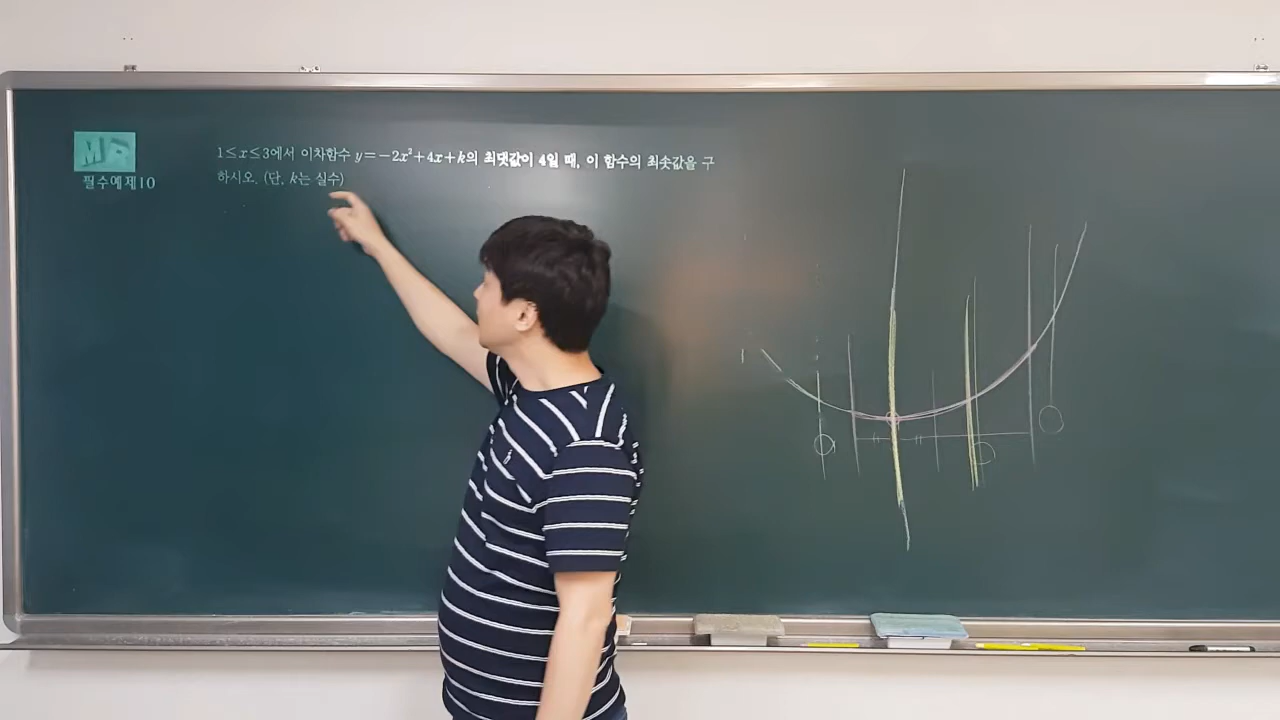 필수예제10
1≤x≤3에서 이차함수 y=-2x²+4x+k의 최댓값이 4일 때, 이 함수의 최솟값을 구
하시오. (단, k는 실수)